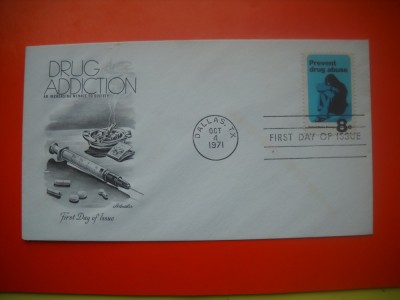 DRUG
ADDICTION
AN INCREASING MENACE TO SOCIETY
First Day of Issue
DALLAS, TX
OCT
4
1971
Prevent
drug abuse
8¢
FIRST DAY OF ISSUE